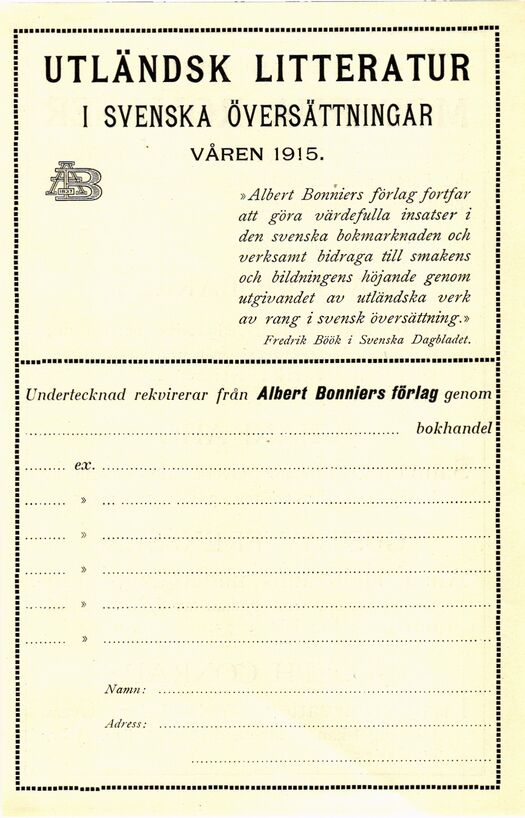 UTLÄNDSK LITTERATUR
I SVENSKA ÖVERSÄTTNINGAR
VÅREN 1915.
AB 1837
»Albert Bonniers förlag fortfar
att göra värdefulla insatser i
den svenska bokmarknaden och
verksamt bidraga till smakens
och bildningens höjande genom
utgivandet av utländska verk
av rang i svensk översättning.»
Fredrik Böök i Svenska Dagbladet.
Undertecknad rekvirerar från Albert Bonniers förlag genom
bokhandel
ex.
»
»
»
»
»
Namn:
Adress: